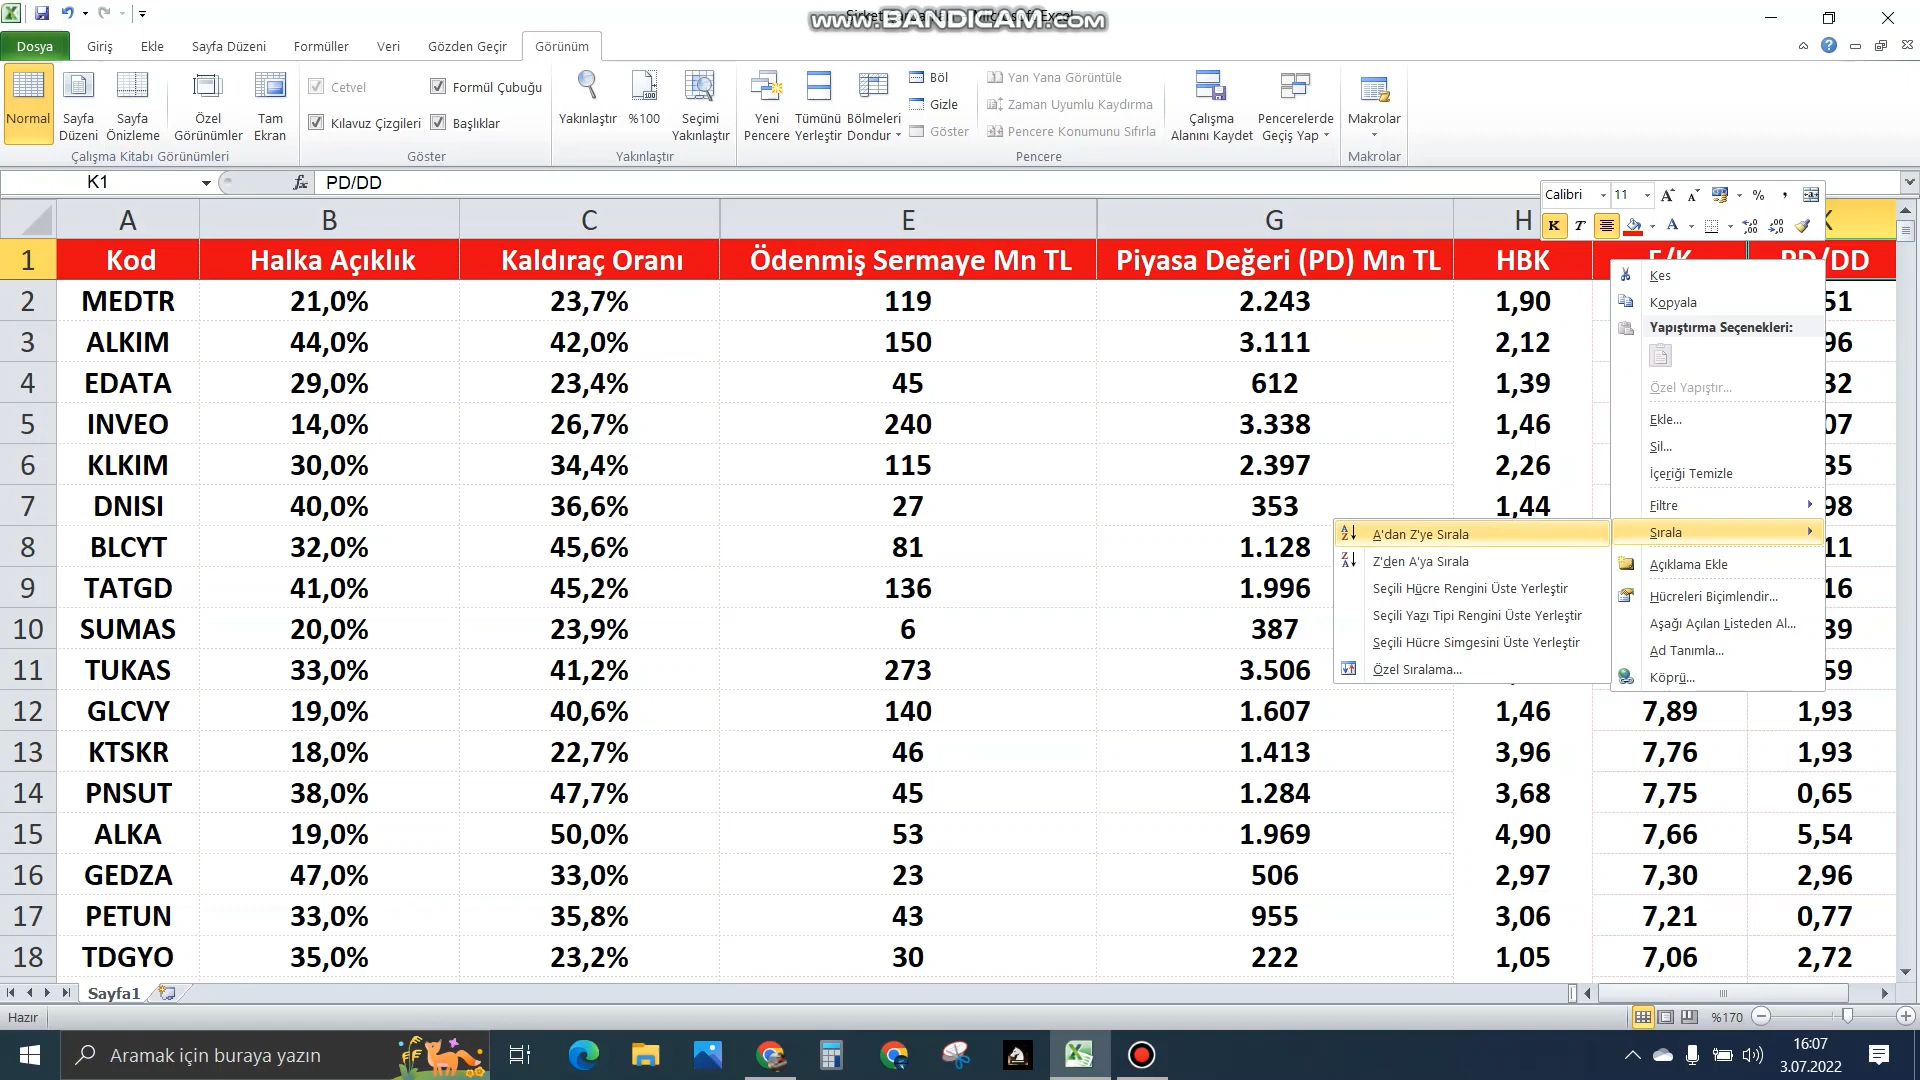 www.BANDICAM.com
Dosya Giriş Ekle Sayfa Düzeni Formüller Veri Gözden Geçir Görünüm
Normal
Sayfa Düzeni
Sayfa Önizleme
Özel Görünümler
Tam Ekran
Çalışma Kitabı Görünümleri
Cetvel
Formül Çubuğu
Kılavuz Çizgileri
Başlıklar
Göster
Yakınlaştır
%100
Seçimi Yakınlaştır
Yakınlaştır
Yeni Pencere
Tümünü Yerleştir
Bölmeleri Dondur
Böl
Gizle
Göster
Yan Yana Görüntüle
Zaman Uyumlu Kaydırma
Pencere Konumunu Sıfırla
Çalışma Alanını Kaydet
Pencerelerde Geçiş Yap
Pencere
Makrolar
Makrolar
K1 fx PD/DD
Calibri 11 A A % ,
K T A
A B C E G H K
1 Kod Halka Açıklık Kaldıraç Oranı Ödenmiş Sermaye Mn TL Piyasa Değeri (PD) Mn TL HBK F/K PD/DD
2 MEDTR 21,0% 23,7% 119 2.243 1,90 51
3 ALKIM 44,0% 42,0% 150 3.111 2,12 96
4 EDATA 29,0% 23,4% 45 612 1,39 32
5 INVEO 14,0% 26,7% 240 3.338 1,46 07
6 KLKIM 30,0% 34,4% 115 2.397 2,26 35
7 DNISI 40,0% 36,6% 27 353 1,44 98
8 BLCYT 32,0% 45,6% 81 1.128 11
9 TATGD 41,0% 45,2% 136 1.996 16
10 SUMAS 20,0% 23,9% 6 387 39
11 TUKAS 33,0% 41,2% 273 3.506 59
12 GLCVY 19,0% 40,6% 140 1.607 1,46 7,89 1,93
13 KTSKR 18,0% 22,7% 46 1.413 3,96 7,76 1,93
14 PNSUT 38,0% 47,7% 45 1.284 3,68 7,75 0,65
15 ALKA 19,0% 50,0% 53 1.969 4,90 7,66 5,54
16 GEDZA 47,0% 33,0% 23 506 2,97 7,30 2,96
17 PETUN 33,0% 35,8% 43 955 3,06 7,21 0,77
18 TDGYO 35,0% 23,2% 30 222 1,05 7,06 2,72
Kes
Kopyala
Yapıştırma Seçenekleri:
Özel Yapıştır...
Ekle...
Sil...
İçeriği Temizle
Filtre
Sırala
Açıklama Ekle
Hücreleri Biçimlendir...
Aşağı Açılan Listeden Al...
Ad Tanımla...
Köprü...
A'dan Z'ye Sırala
Z'den A'ya Sırala
Seçili Hücre Rengini Üste Yerleştir
Seçili Yazı Tipi Rengini Üste Yerleştir
Seçili Hücre Simgesini Üste Yerleştir
Özel Sıralama...
Sayfa1
Hazır
%170
Aramak için buraya yazın
16:07
3.07.2022